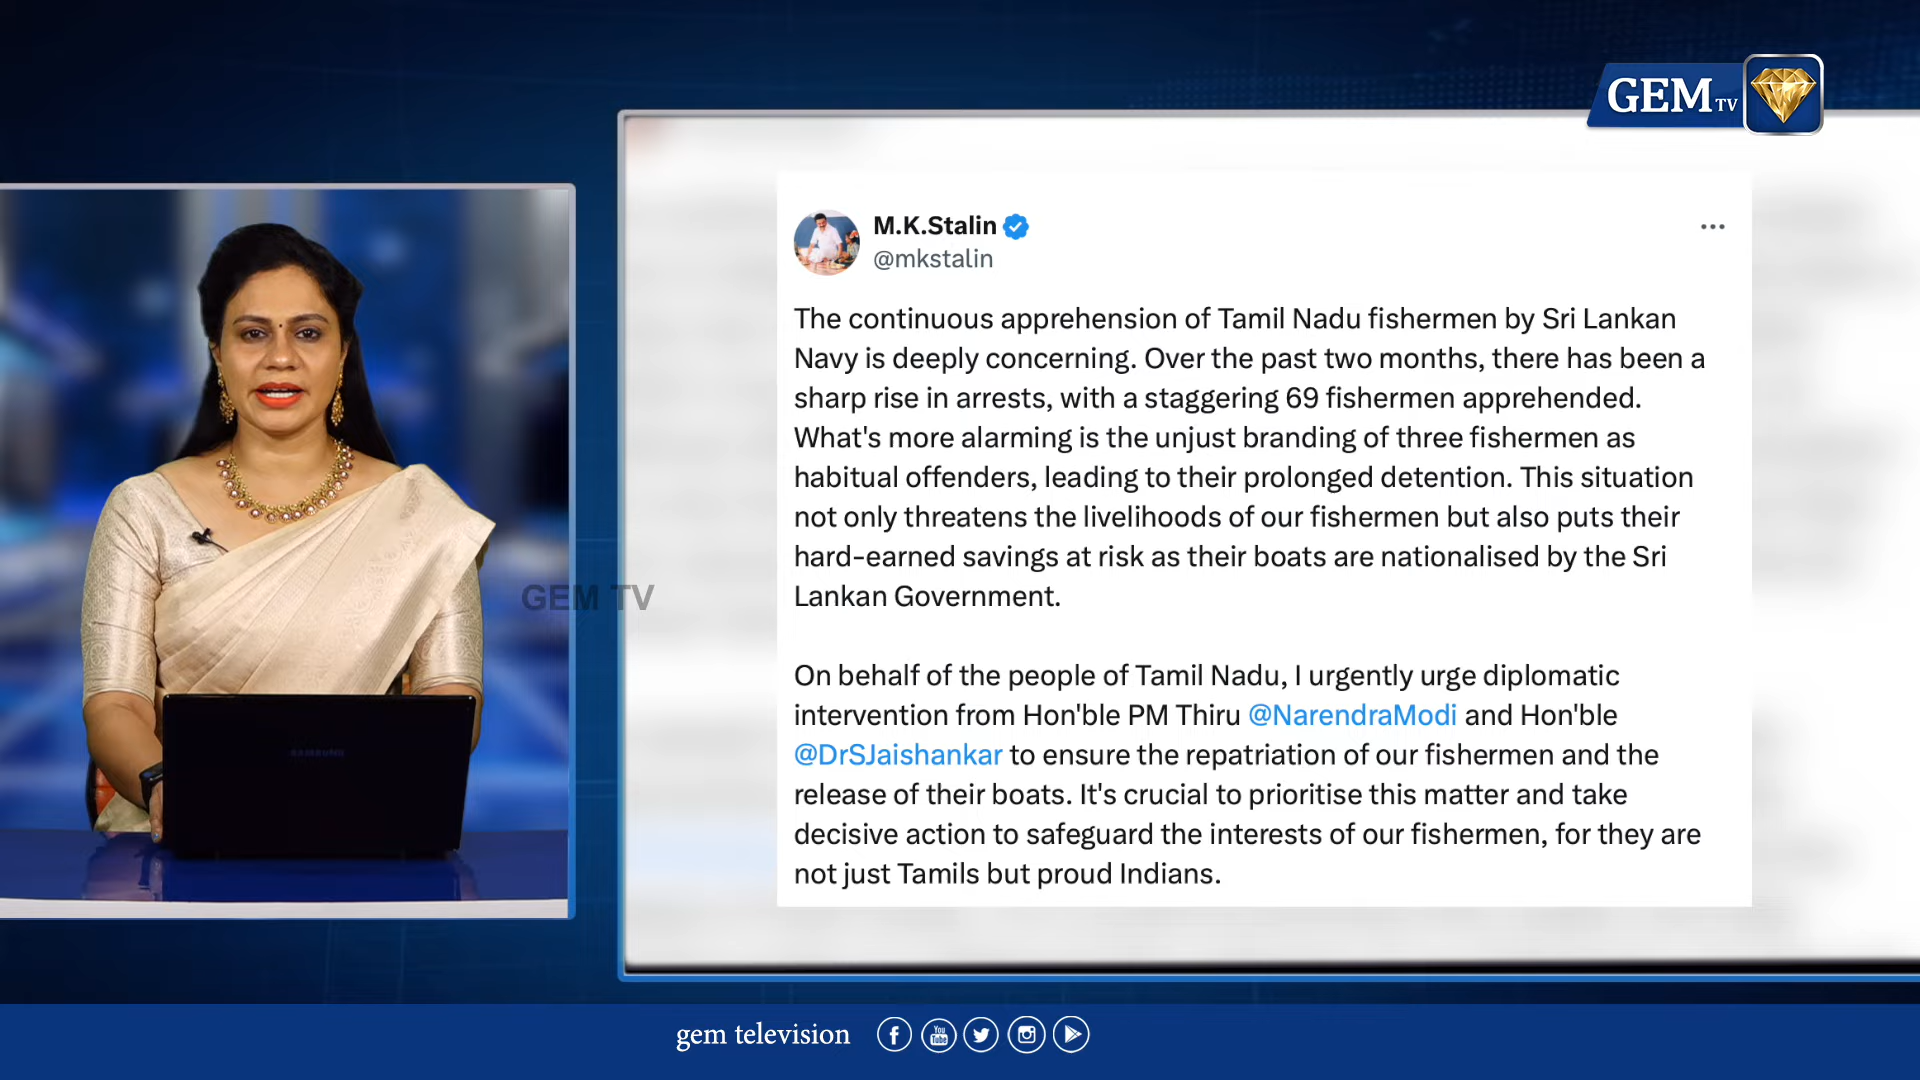 GEM TV
M.K.Stalin
@mkstalin
The continuous apprehension of Tamil Nadu fishermen by Sri Lankan
Navy is deeply concerning. Over the past two months, there has been a
sharp rise in arrests, with a staggering 69 fishermen apprehended.
What's more alarming is the unjust branding of three fishermen as
habitual offenders, leading to their prolonged detention. This situation
not only threatens the livelihoods of our fishermen but also puts their
hard-earned savings at risk as their boats are nationalised by the Sri
Lankan Government.
On behalf of the people of Tamil Nadu, I urgently urge diplomatic
intervention from Hon'ble PM Thiru @NarendraModi and Hon'ble
@DrSJaishankar to ensure the repatriation of our fishermen and the
release of their boats. It's crucial to prioritise this matter and take
decisive action to safeguard the interests of our fishermen, for they are
not just Tamils but proud Indians.
GEM TV
SAMSUNG
gem television
You
Tube